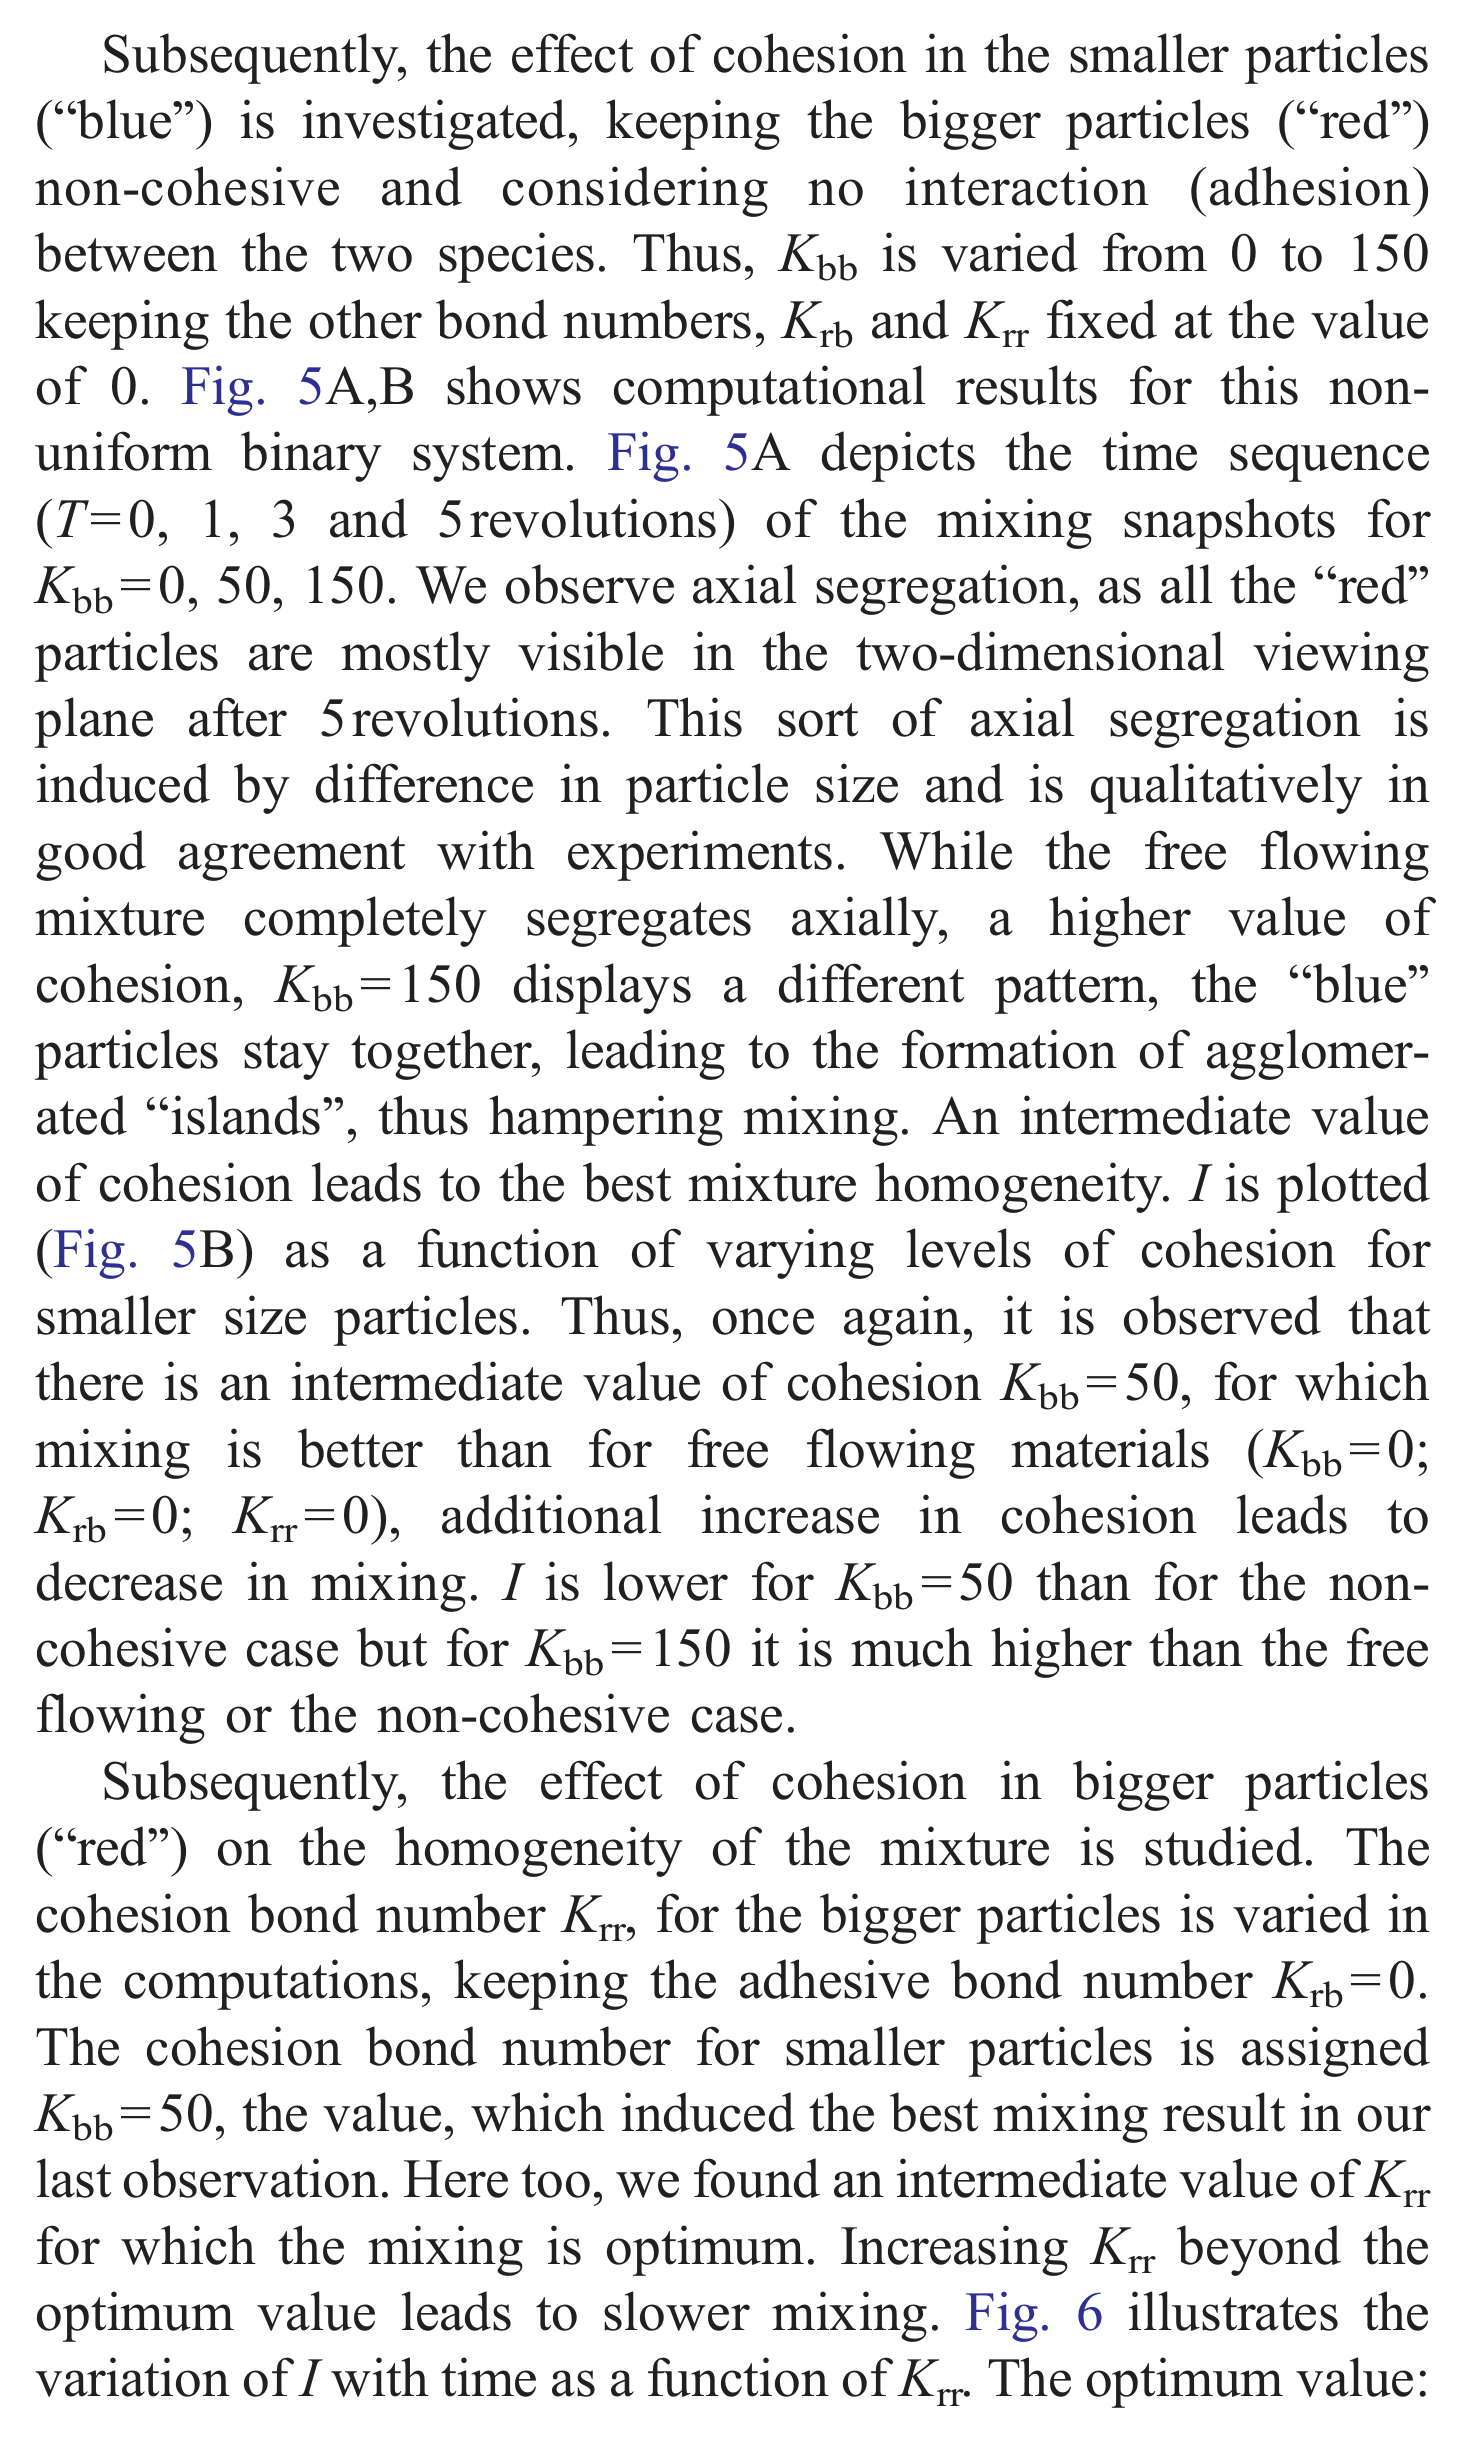 Subsequently, the effect of cohesion in the smaller particles
(“blue”) is investigated, keeping the bigger particles (“red”)
non-cohesive and considering no interaction (adhesion)
between the two species. Thus, Kbb is varied from 0 to 150
keeping the other bond numbers, Krb and Krr fixed at the value
of 0. Fig. 5A,B shows computational results for this non-
uniform binary system. Fig. 5A depicts the time sequence
(T=0, 1, 3 and 5 revolutions) of the mixing snapshots for
Kbb=0, 50, 150. We observe axial segregation, as all the “red”
particles are mostly visible in the two-dimensional viewing
plane after 5 revolutions. This sort of axial segregation is
induced by difference in particle size and is qualitatively in
good agreement with experiments. While the free flowing
mixture completely segregates axially, a higher value of
cohesion, Kbb=150 displays a different pattern, the “blue”
particles stay together, leading to the formation of agglomer-
ated “islands”, thus hampering mixing. An intermediate value
of cohesion leads to the best mixture homogeneity. I is plotted
(Fig. 5B) as a function of varying levels of cohesion for
smaller size particles. Thus, once again, it is observed that
there is an intermediate value of cohesion Kbb=50, for which
mixing is better than for free flowing materials (Kbb=0;
Krb=0; Krr=0), additional increase in cohesion leads to
decrease in mixing. I is lower for Kbb=50 than for the non-
cohesive case but for Kbb=150 it is much higher than the free
flowing or the non-cohesive case.
Subsequently, the effect of cohesion in bigger particles
(“red”) on the homogeneity of the mixture is studied. The
cohesion bond number Krr, for the bigger particles is varied in
the computations, keeping the adhesive bond number Krb=0.
The cohesion bond number for smaller particles is assigned
Kbb=50, the value, which induced the best mixing result in our
last observation. Here too, we found an intermediate value of Krr
for which the mixing is optimum. Increasing Krr beyond the
optimum value leads to slower mixing. Fig. 6 illustrates the
variation of I with time as a function of Krr. The optimum value: